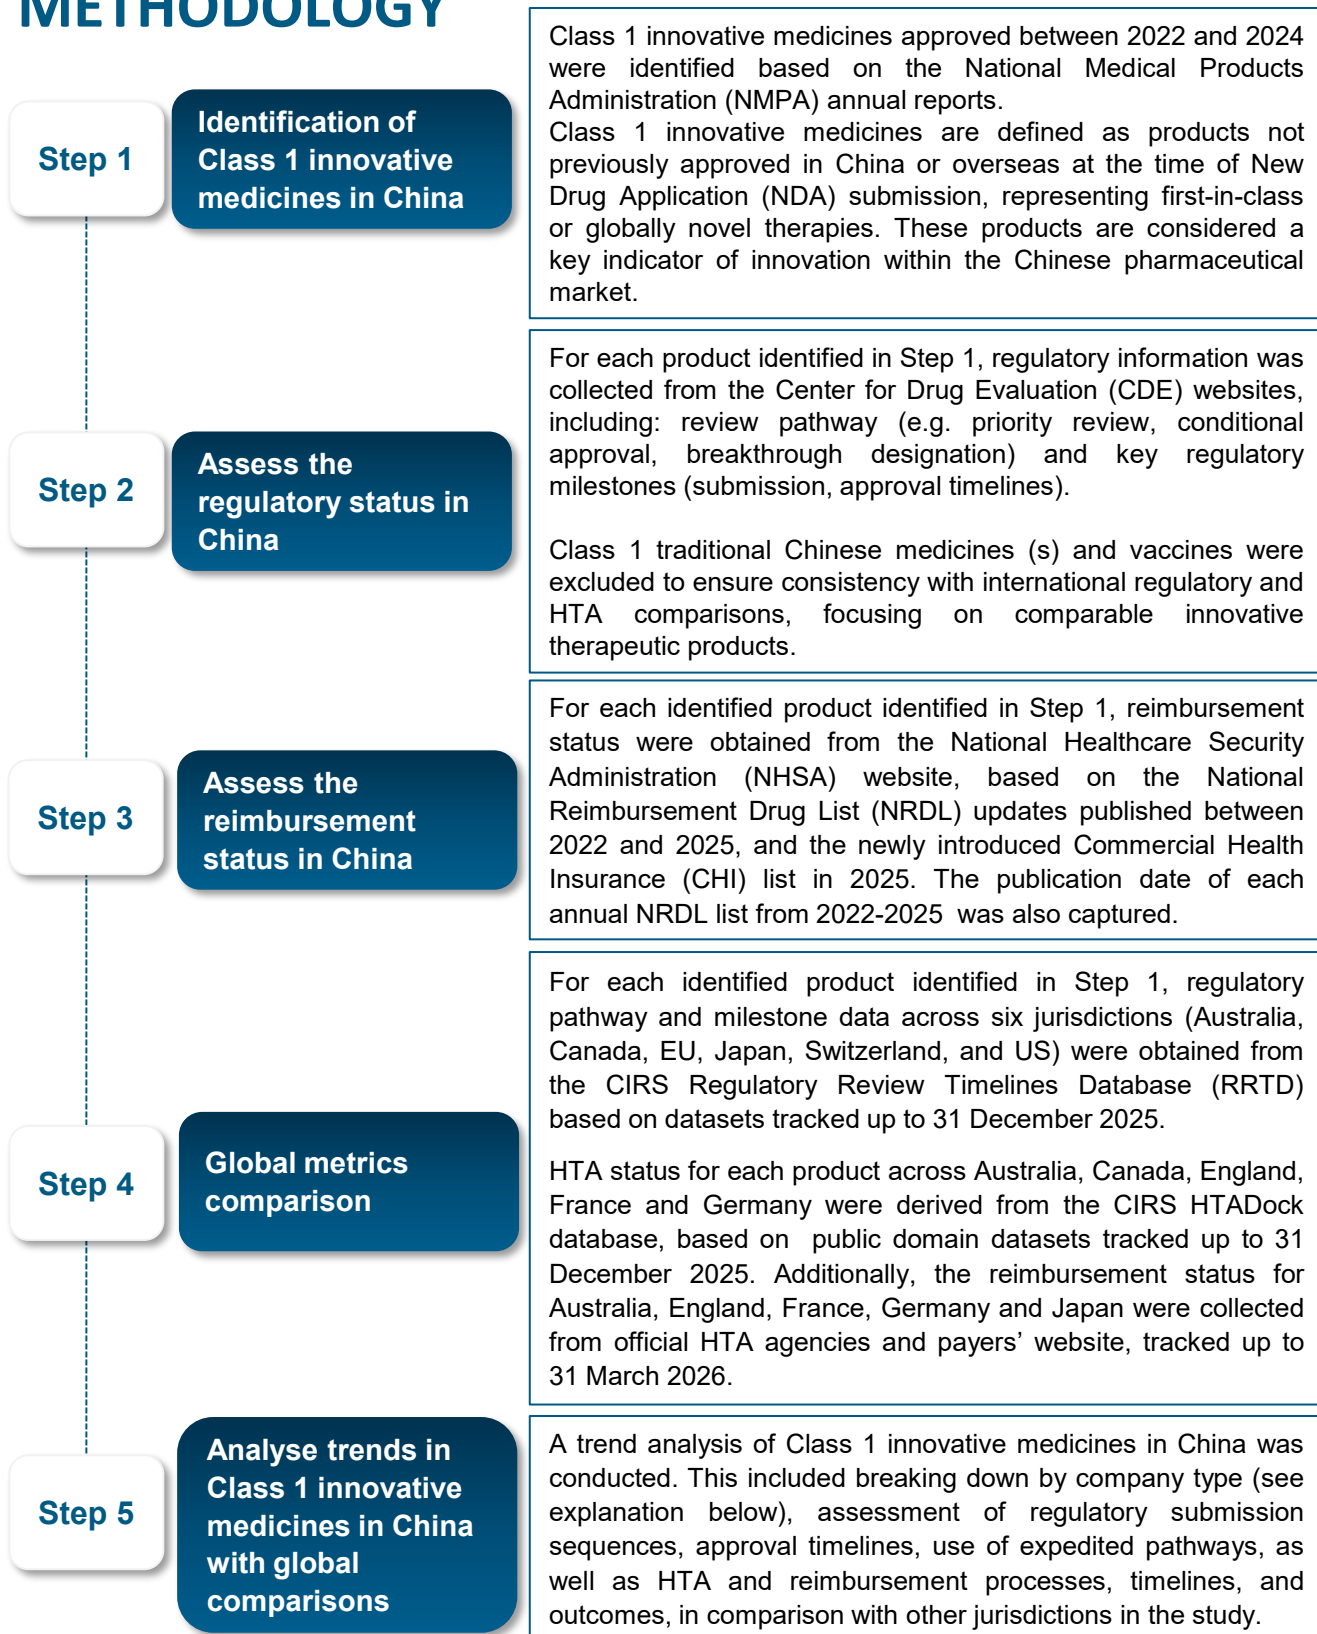 METHODOLOGY
Step 1
Identification of
Class 1 innovative
medicines in China
Class 1 innovative medicines approved between 2022 and 2024
were identified based on the National Medical Products
Administration (NMPA) annual reports.
Class 1 innovative medicines are defined as products not
previously approved in China or overseas at the time of New
Drug Application (NDA) submission, representing first-in-class
or globally novel therapies. These products are considered a
key indicator of innovation within the Chinese pharmaceutical
market.
Step 2
Assess the
regulatory status in
China
For each product identified in Step 1, regulatory information was
collected from the Center for Drug Evaluation (CDE) websites,
including: review pathway (e.g. priority review, conditional
approval, breakthrough designation) and key regulatory
milestones (submission, approval timelines).
Class 1 traditional Chinese medicines (s) and vaccines were
excluded to ensure consistency with international regulatory and
HTA comparisons, focusing on comparable innovative
therapeutic products.
Step 3
Assess the
reimbursement
status in China
For each identified product identified in Step 1, reimbursement
status were obtained from the National Healthcare Security
Administration (NHSA) website, based on the National
Reimbursement Drug List (NRDL) updates published between
2022 and 2025, and the newly introduced Commercial Health
Insurance (CHI) list in 2025. The publication date of each
annual NRDL list from 2022-2025 was also captured.
Step 4
Global metrics
comparison
For each identified product identified in Step 1, regulatory
pathway and milestone data across six jurisdictions (Australia,
Canada, EU, Japan, Switzerland, and US) were obtained from
the CIRS Regulatory Review Timelines Database (RRTD)
based on datasets tracked up to 31 December 2025.
HTA status for each product across Australia, Canada, England,
France and Germany were derived from the CIRS HTADock
database, based on public domain datasets tracked up to 31
December 2025. Additionally, the reimbursement status for
Australia, England, France, Germany and Japan were collected
from official HTA agencies and payers' website, tracked up to
31 March 2026.
Step 5
Analyse trends in
Class 1 innovative
medicines in China
with global
comparisons
A trend analysis of Class 1 innovative medicines in China was
conducted. This included breaking down by company type (see
explanation below), assessment of regulatory submission
sequences, approval timelines, use of expedited pathways, as
well as HTA and reimbursement processes, timelines, and
outcomes, in comparison with other jurisdictions in the study.